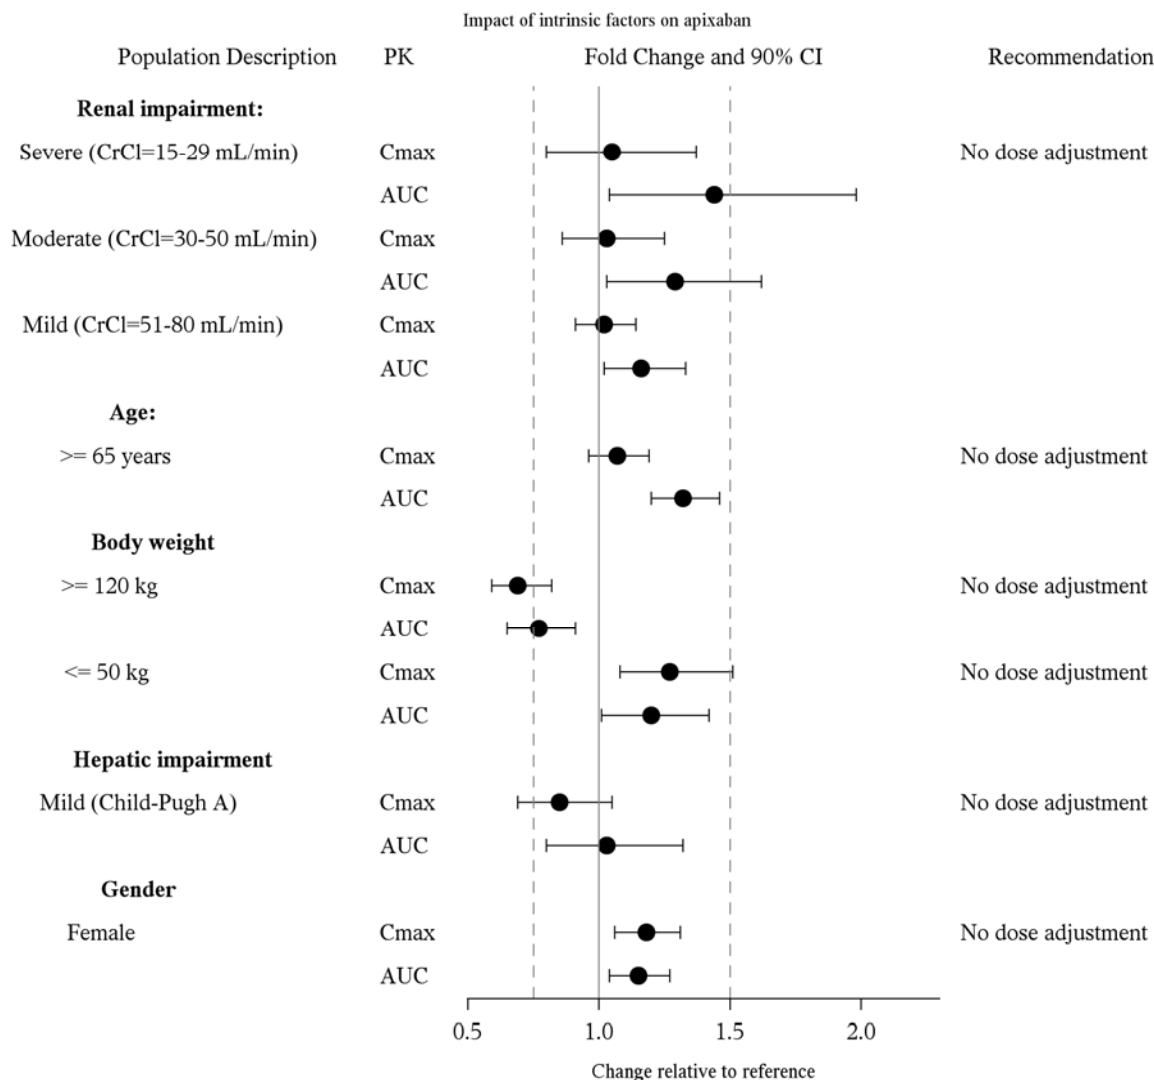 Impact of intrinsic factors on apixaban
Population Description PK Fold Change and 90% CI Recommendation
Renal impairment:
Severe (CrCl=15-29 mL/min) Cmax No dose adjustment
AUC
Moderate (CrCl=30-50 mL/min) Cmax
AUC
Mild (CrCl=51-80 mL/min) Cmax
AUC
Age:
>= 65 years Cmax No dose adjustment
AUC
Body weight
>= 120 kg Cmax No dose adjustment
AUC
<= 50 kg Cmax No dose adjustment
AUC
Hepatic impairment
Mild (Child-Pugh A) Cmax No dose adjustment
AUC
Gender
Female Cmax No dose adjustment
AUC
0.5 1.0 1.5 2.0
Change relative to reference